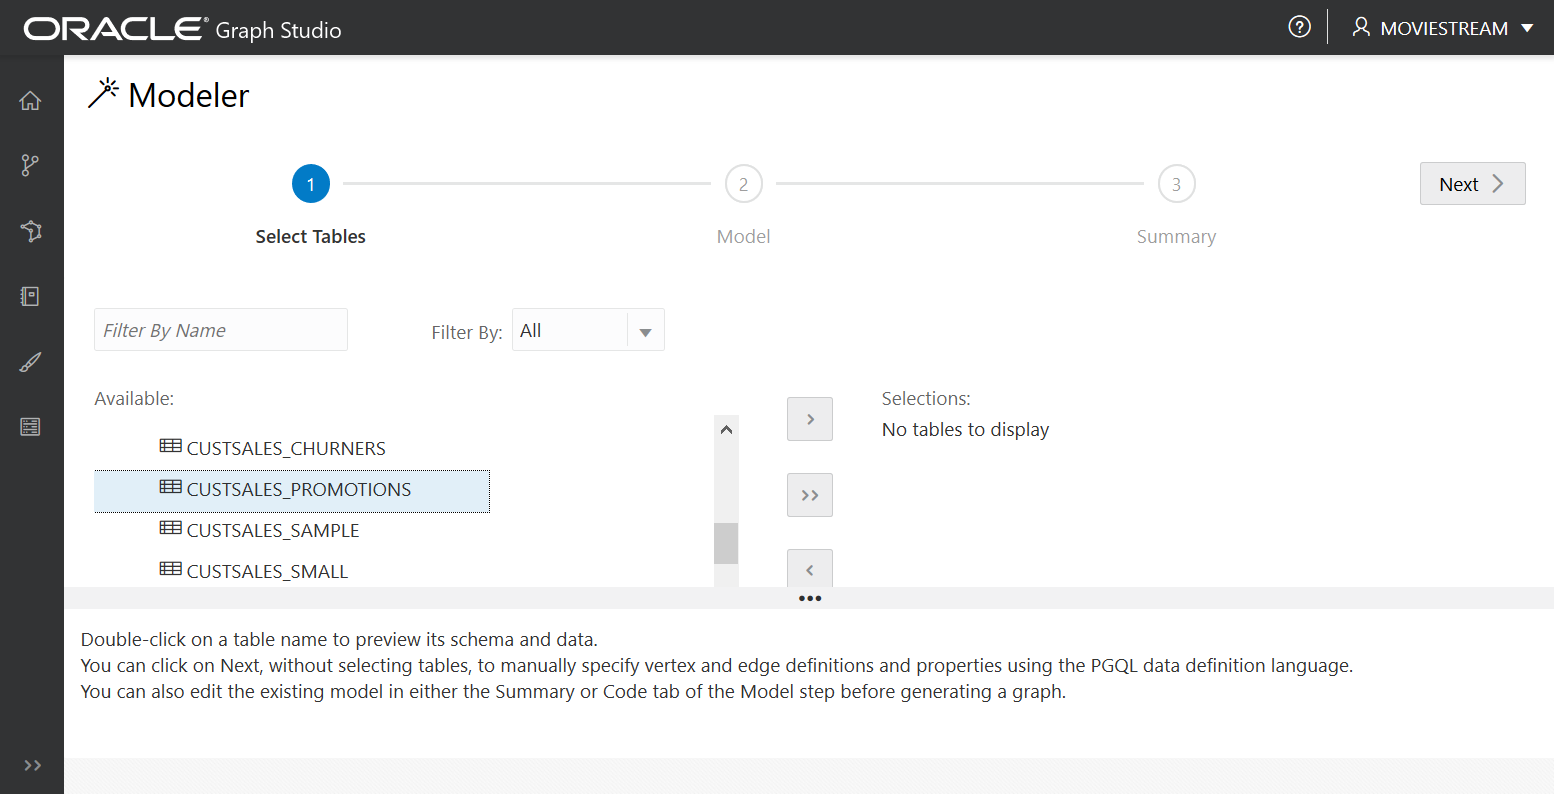 ORACLE® Graph Studio
? MOVIESTREAM
Modeler
1 2 3
Next
Select Tables Model Summary
Filter By Name
Filter By: All
Available:
CUSTSALES_CHURNERS
CUSTSALES_PROMOTIONS
CUSTSALES_SAMPLE
CUSTSALES_SMALL
Selections:
No tables to display
Double-click on a table name to preview its schema and data.
You can click on Next, without selecting tables, to manually specify vertex and edge definitions and properties using the PGQL data definition language.
You can also edit the existing model in either the Summary or Code tab of the Model step before generating a graph.